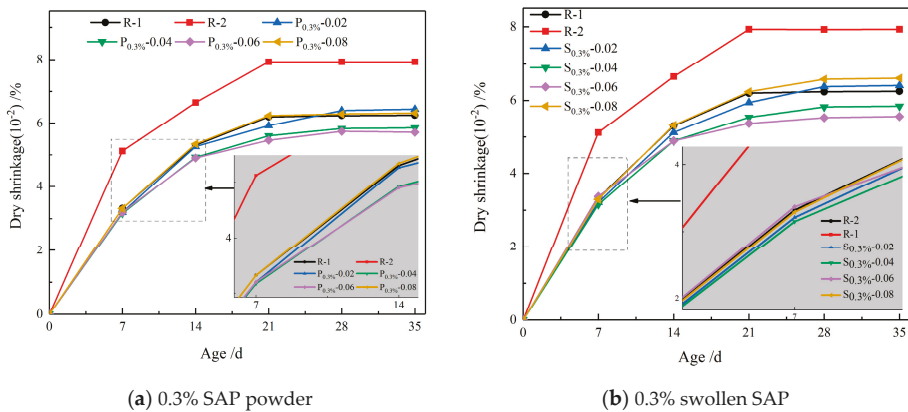 R-1 R-2 P0.3%-0.02
P0.3%-0.04 P0.3%-0.06 P0.3%-0.08
Dry shrinkage(10-2) /%
8
6
4
2
0
4
R-1 R-2
P0.3%-0.02 P0.3%-0.04
P0.3%-0.06 P0.3%-0.08
7 14
0 7 14 21 28 35
Age /d
(a) 0.3% SAP powder
R-1
R-2
S0.3%-0.02
S0.3%-0.04
S0.3%-0.06
S0.3%-0.08
Dry shrinkage(10-2) /%
8
6
4
2
0
4
2
R-2
R-1
S0.3%-0.02
S0.3%-0.04
S0.3%-0.06
S0.3%-0.08
7
0 7 14 21 28 35
Age /d
(b) 0.3% swollen SAP